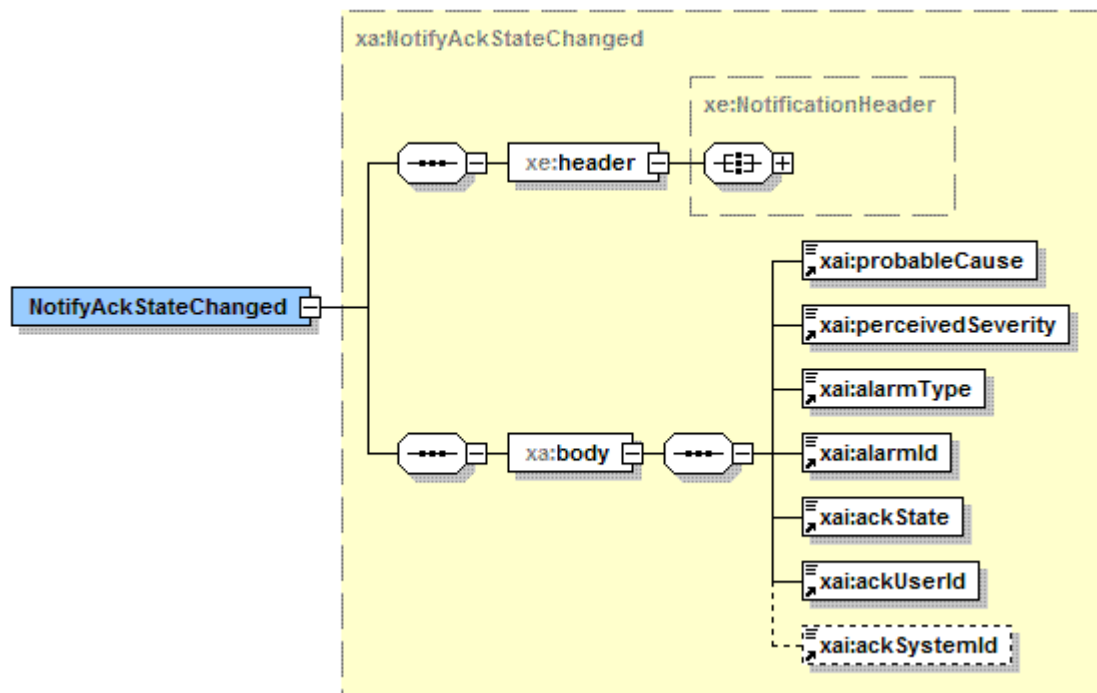 xa:NotifyAckStateChanged
xe:NotificationHeader
xe:header
xai:probableCause
NotifyAckStateChanged
xai:perceivedSeverity
xai:alarmType
xa:body
xai:alarmId
xai:ackState
xai:ackUserId
xai:ackSystemId